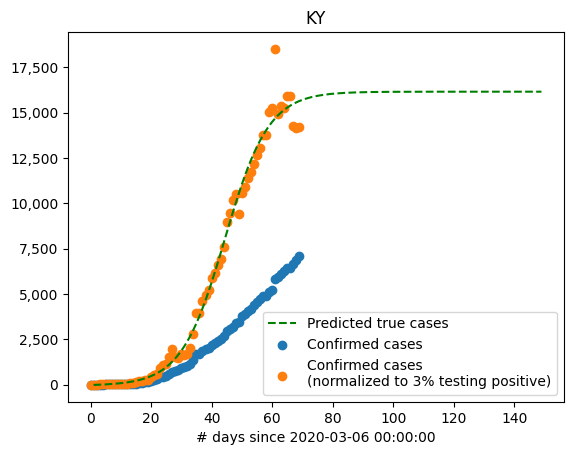 KY
17,500
15,000
12,500
10,000
7,500
5,000
2,500
0
Predicted true cases
Confirmed cases
Confirmed cases
(normalized to 3% testing positive)
0 20 40 60 80 100 120 140
# days since 2020-03-06 00:00:00